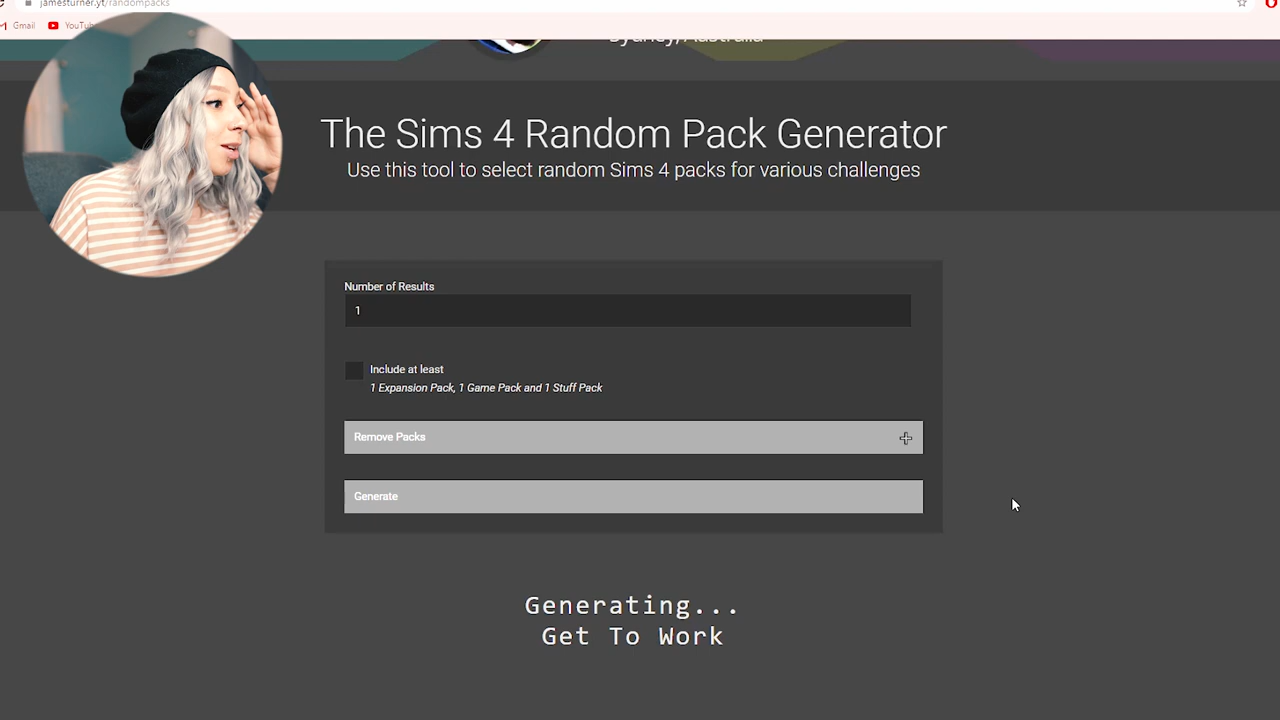 jamesturner.yt/randompacks
Gmail
YouTube
Sydney, Australia
The Sims 4 Random Pack Generator
Use this tool to select random Sims 4 packs for various challenges
Number of Results
1
Include at least
1 Expansion Pack, 1 Game Pack and 1 Stuff Pack
Remove Packs
Generate
Generating...
Get To Work